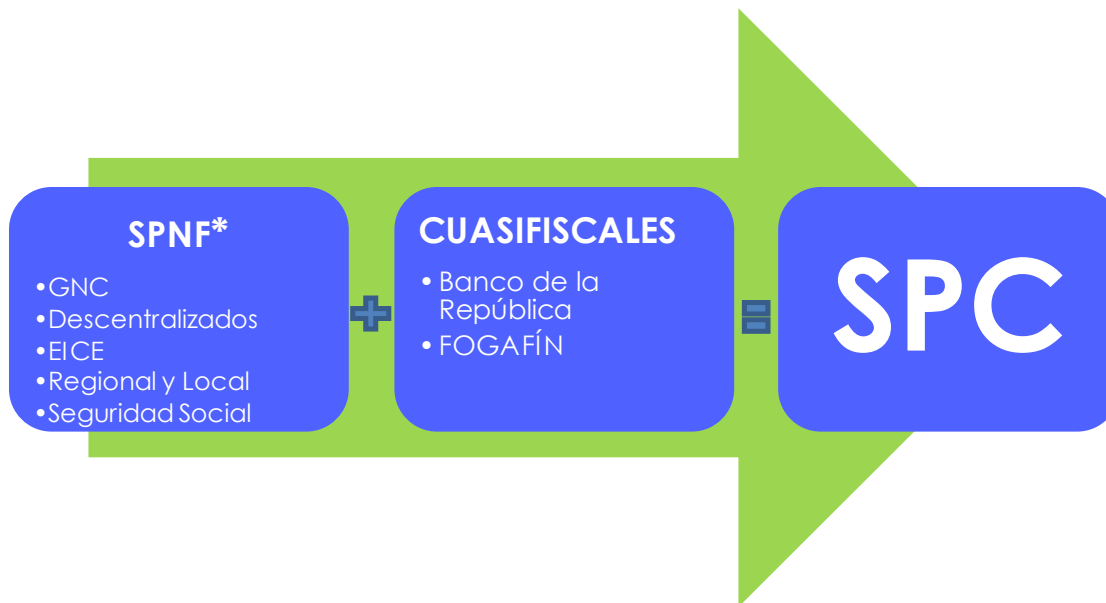 SPNF*
•GNC
•Descentralizados
•EICE
•Regional y Local
•Seguridad Social
CUASIFISCALES
• Banco de la
República
• FOGAFÍN
SPC